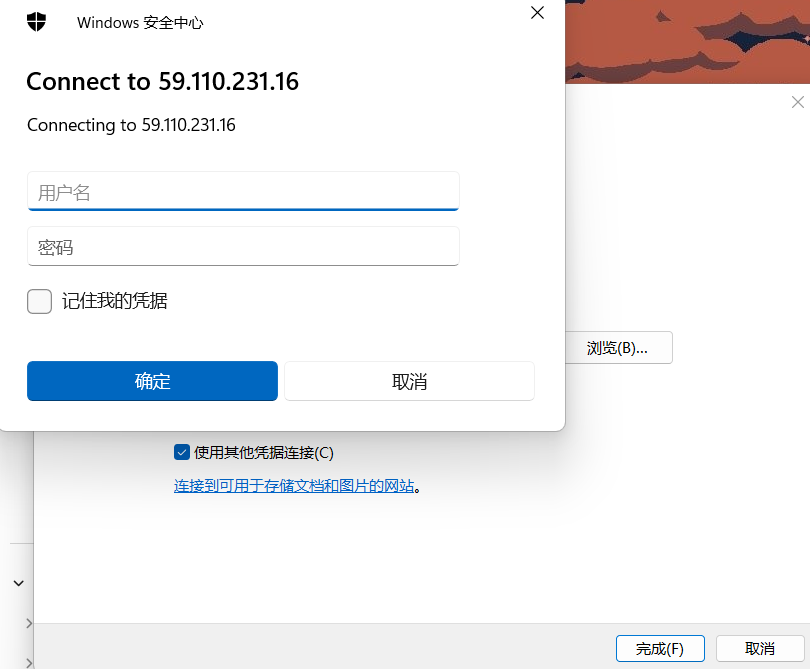 Windows 安全中心
Connect to 59.110.231.16
Connecting to 59.110.231.16
用户名
密码
记住我的凭据
确定
取消
浏览(B)...
使用其他凭据连接(C)
连接到可用于存储文档和图片的网站。
完成(F)
取消